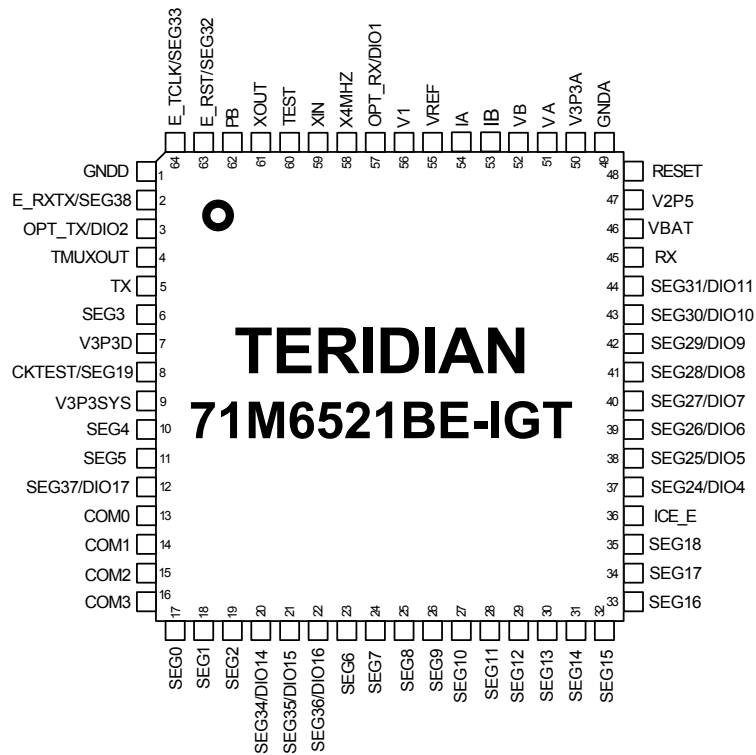 E_TCLK/SEG33
E_RST/SEG32
PB
XOUT
TEST
XIN
X4MHZ
OPT_RX/DIO1
V1
VREF
IA
IB
VB
VA
V3P3A
GNDA
64
63
62
61
60
59
58
57
56
55
54
53
52
51
50
49
GNDD 1
E_RXTX/SEG38 2
OPT_TX/DIO2 3
TMUXOUT 4
TX 5
SEG3 6
V3P3D 7
CKTEST/SEG19 8
V3P3SYS 9
SEG4 10
SEG5 11
SEG37/DIO17 12
COM0 13
COM1 14
COM2 15
COM3 16
TERIDIAN
71M6521BE-IGT
48 RESET
47 V2P5
46 VBAT
45 RX
44 SEG31/DIO11
43 SEG30/DIO10
42 SEG29/DIO9
41 SEG28/DIO8
40 SEG27/DIO7
39 SEG26/DIO6
38 SEG25/DIO5
37 SEG24/DIO4
36 ICE_E
35 SEG18
34 SEG17
33 SEG16
17
18
19
20
21
22
23
24
25
26
27
28
29
30
31
32
SEG0
SEG1
SEG2
SEG34/DIO14
SEG35/DIO15
SEG36/DIO16
SEG6
SEG7
SEG8
SEG9
SEG10
SEG11
SEG12
SEG13
SEG14
SEG15